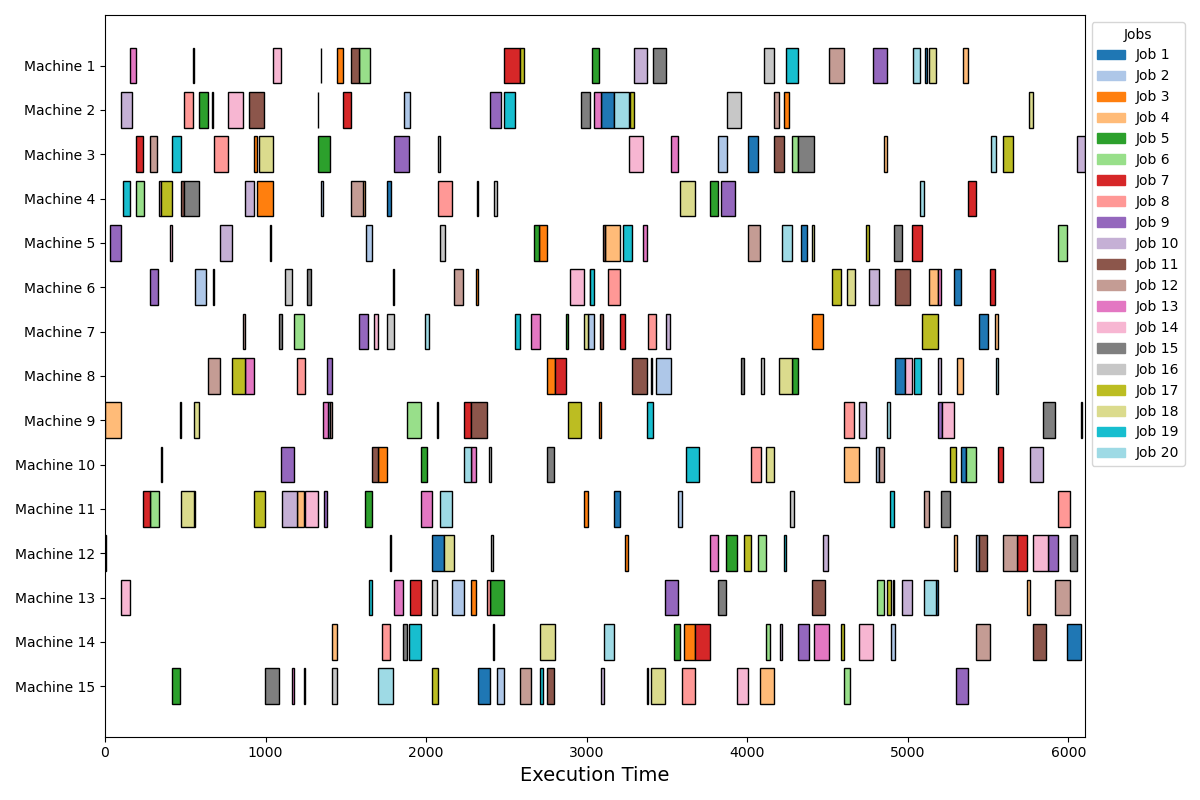 Machine 1
Machine 2
Machine 3
Machine 4
Machine 5
Machine 6
Machine 7
Machine 8
Machine 9
Machine 10
Machine 11
Machine 12
Machine 13
Machine 14
Machine 15
0 1000 2000 3000 4000 5000 6000
Execution Time
Jobs
Job 1
Job 2
Job 3
Job 4
Job 5
Job 6
Job 7
Job 8
Job 9
Job 10
Job 11
Job 12
Job 13
Job 14
Job 15
Job 16
Job 17
Job 18
Job 19
Job 20